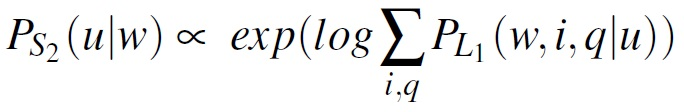 P_{S_2}(u|w) ∝ exp(log ∑_{i,q} P_{L_1}(w, i, q|u))